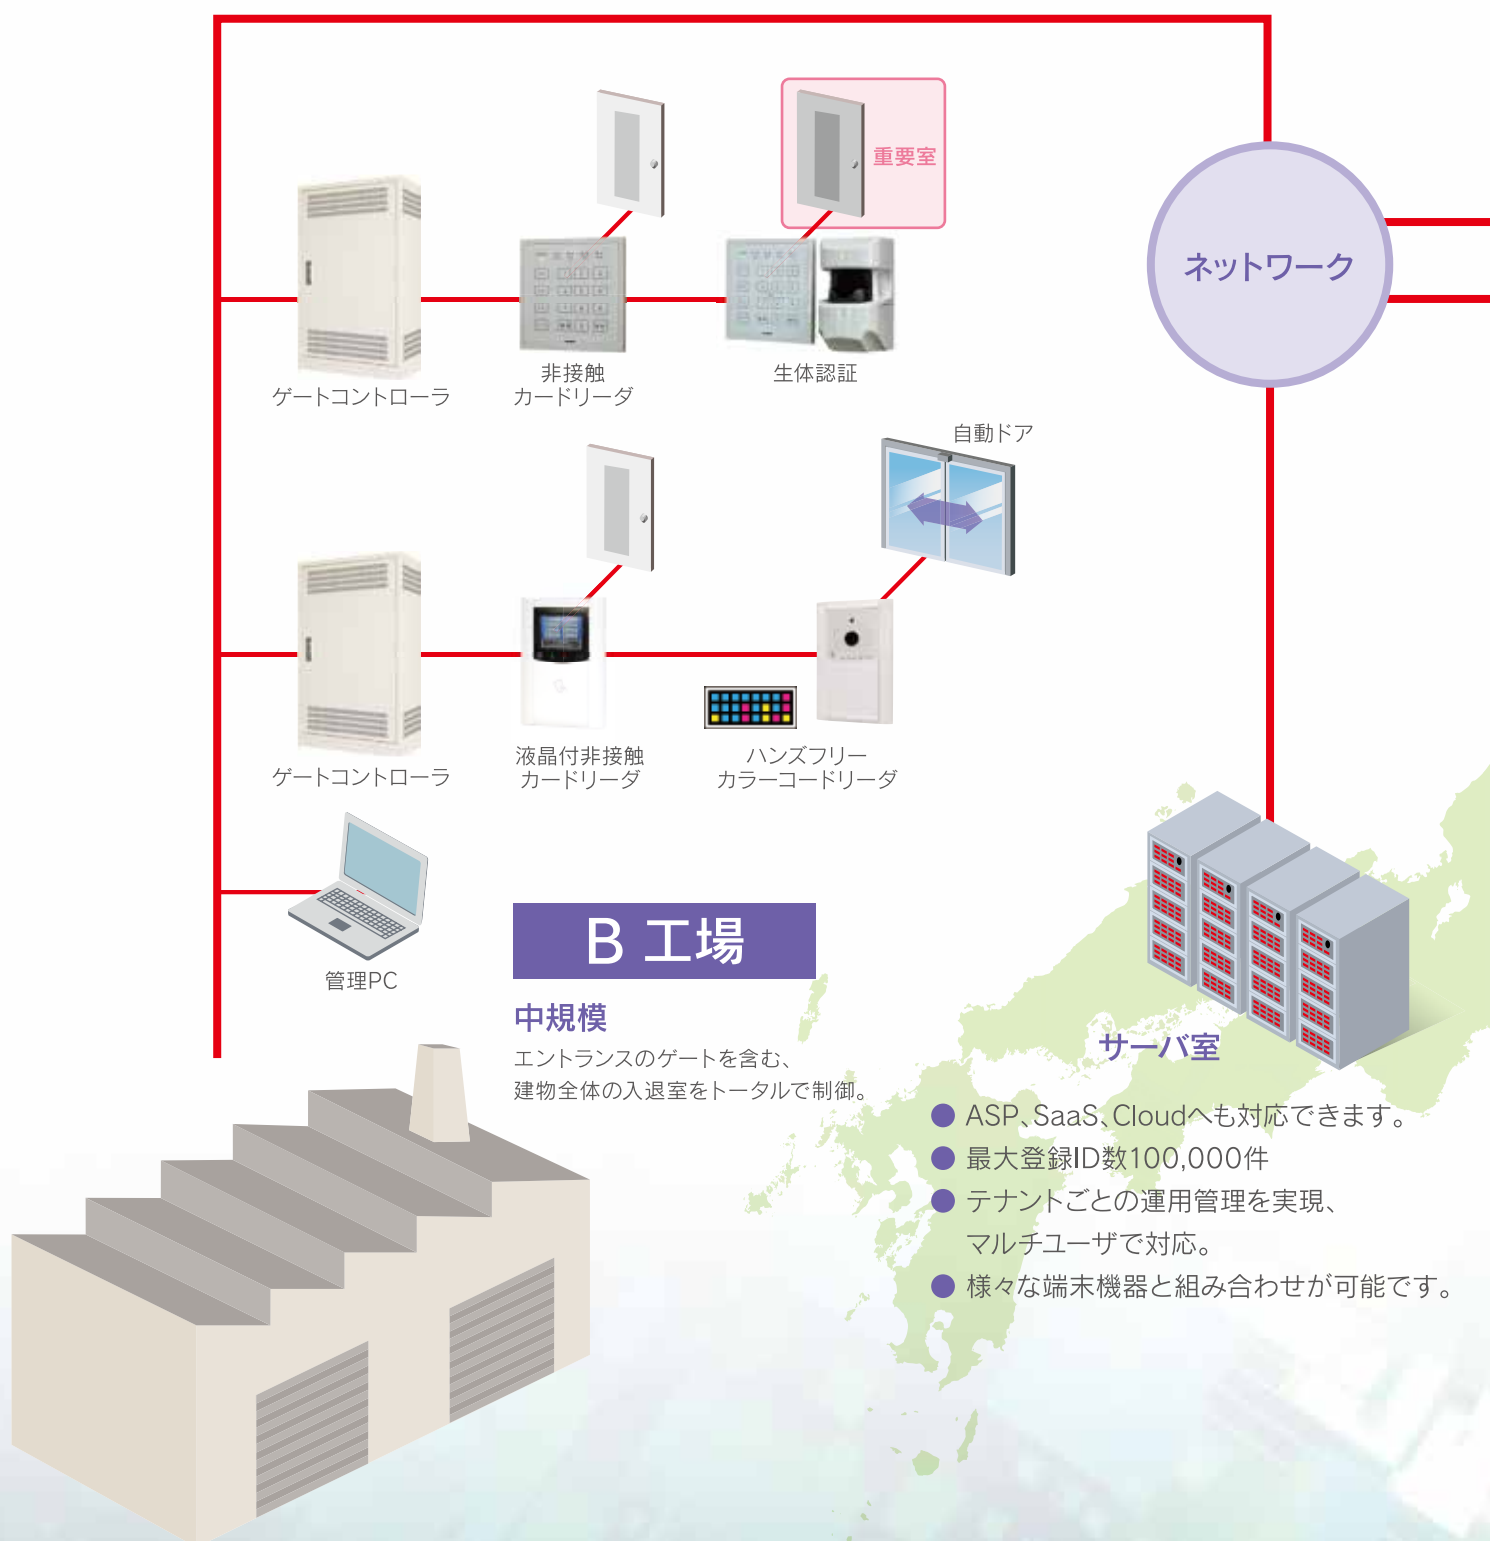 重要室
ネットワーク
ゲートコントローラ
非接触
カードリーダ
生体認証
自動ドア
ゲートコントローラ
液晶付非接触
カードリーダ
ハンズフリー
カラーコードリーダ
管理PC
B 工場
中規模
エントランスのゲートを含む、
建物全体の入退室をトータルで制御。
サーバ室
● ASP、SaaS、Cloudへも対応できます。
● 最大登録ID数100,000件
● テナントごとの運用管理を実現、
マルチユーザで対応。
● 様々な端末機器と組み合わせが可能です。